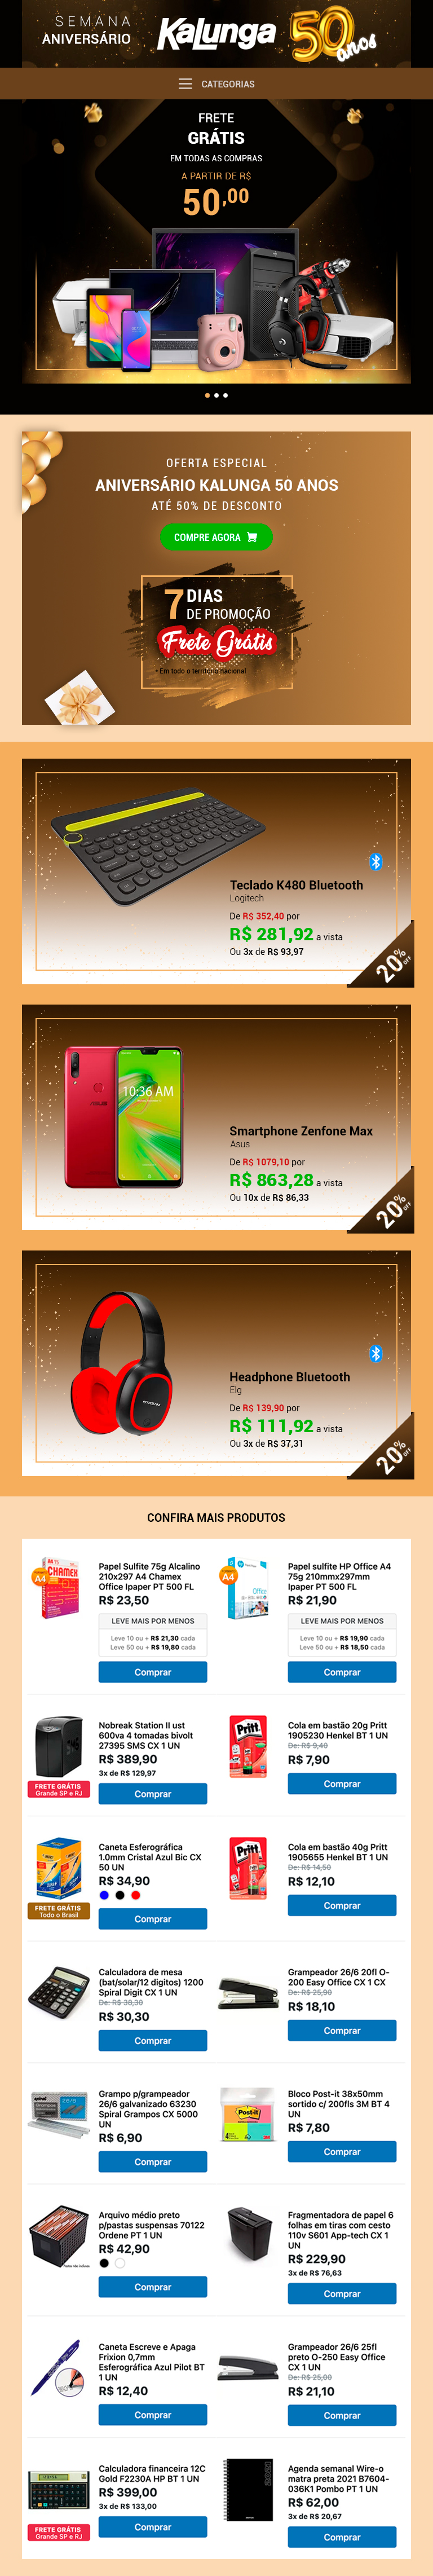 SEMANA
ANIVERSÁRIO
Kalunga
50
anos
CATEGORIAS
FRETE
GRÁTIS
EM TODAS AS COMPRAS
A PARTIR DE R$
50,00
OFERTA ESPECIAL
ANIVERSÁRIO KALUNGA 50 ANOS
ATÉ 50% DE DESCONTO
COMPRE AGORA
7 DIAS
DE PROMOÇÃO
Frete Grátis
• Em todo o território nacional
Teclado K480 Bluetooth
Logitech
De R$ 352,40 por
R$ 281,92 a vista
Ou 3x de R$ 93,97
20% OFF
10:36 AM
ASUS
Smartphone Zenfone Max
Asus
De R$ 1079,10 por
R$ 863,28 a vista
Ou 10x de R$ 86,33
20% OFF
Headphone Bluetooth
Elg
De R$ 139,90 por
R$ 111,92 a vista
Ou 3x de R$ 37,31
20% OFF
CONFIRA MAIS PRODUTOS
CHAMEX
A4
Papel Sulfite 75g Alcalino
210x297 A4 Chamex
Office Ipaper PT 500 FL
R$ 23,50
LEVE MAIS POR MENOS
Leve 10 ou + R$ 21,30 cada
Leve 50 ou + R$ 19,80 cada
Comprar
A4
Office
Papel sulfite HP Office A4
75g 210mmx297mm
Ipaper PT 500 FL
R$ 21,90
LEVE MAIS POR MENOS
Leve 10 ou + R$ 19,90 cada
Leve 50 ou + R$ 18,50 cada
Comprar
FRETE GRÁTIS
Grande SP e RJ
Nobreak Station II ust
600va 4 tomadas bivolt
27395 SMS CX 1 UN
R$ 389,90
3x de R$ 129,97
Comprar
Pritt
Cola em bastão 20g Pritt
1905230 Henkel BT 1 UN
De: R$ 9,40
R$ 7,90
Comprar
FRETE GRÁTIS
Todo o Brasil
Caneta Esferográfica
1.0mm Cristal Azul Bic CX
50 UN
R$ 34,90
Comprar
Pritt
Cola em bastão 40g Pritt
1905655 Henkel BT 1 UN
De: R$ 14,50
R$ 12,10
Comprar
Calculadora de mesa
(bat/solar/12 digitos) 1200
Spiral Digit CX 1 UN
De: R$ 38,30
R$ 30,30
Comprar
Grampeador 26/6 20fl O-
200 Easy Office CX 1 CX
De: R$ 25,90
R$ 18,10
Comprar
Grampo p/grampeador
26/6 galvanizado 63230
Spiral Grampos CX 5000
UN
R$ 6,90
Comprar
Post-it
Bloco Post-it 38x50mm
sortido c/ 200fls 3M BT 4
UN
R$ 7,80
Comprar
Arquivo médio preto
p/pastas suspensas 70122
Ordene PT 1 UN
R$ 42,90
Comprar
Fragmentadora de papel 6
folhas em tiras com cesto
110v S601 App-tech CX 1
UN
R$ 229,90
3x de R$ 76,63
Comprar
Caneta Escreve e Apaga
Frixion 0,7mm
Esferográfica Azul Pilot BT
1 UN
R$ 12,40
Comprar
Grampeador 26/6 25fl
preto O-250 Easy Office
CX 1 UN
De: R$ 25,00
R$ 21,10
Comprar
FRETE GRÁTIS
Grande SP e RJ
Calculadora financeira 12C
Gold F2230A HP BT 1 UN
R$ 399,00
3x de R$ 133,00
Comprar
Agenda semanal Wire-o
matra preta 2021 B7604-
036K1 Pombo PT 1 UN
R$ 62,00
3x de R$ 20,67
Comprar